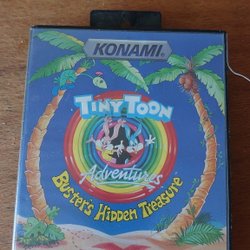 KONAMI
TINY TOON
Adventures
BUSTER'S HIDDEN TREASURE